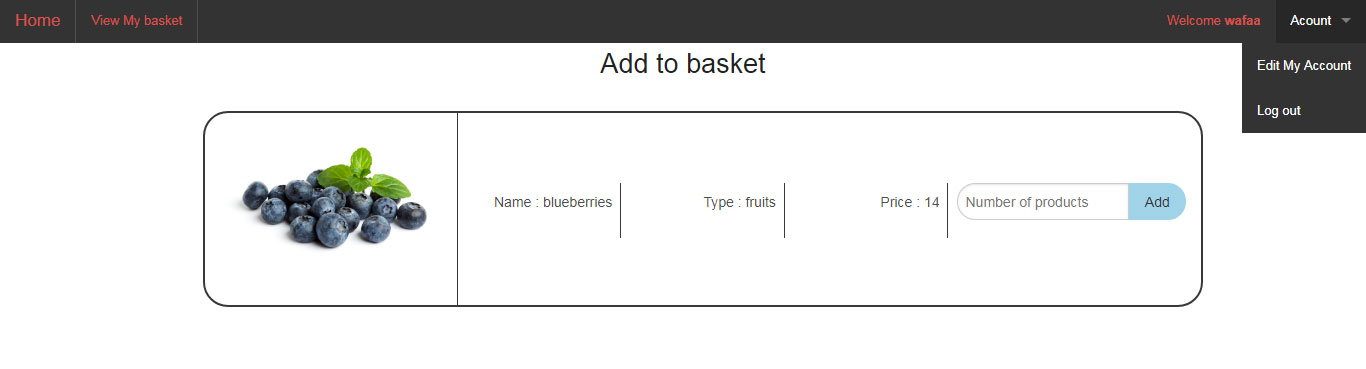 Home View My basket Welcome wafaa Acount
Add to basket
Edit My Account
Log out
Name : blueberries Type : fruits Price : 14 Number of products Add